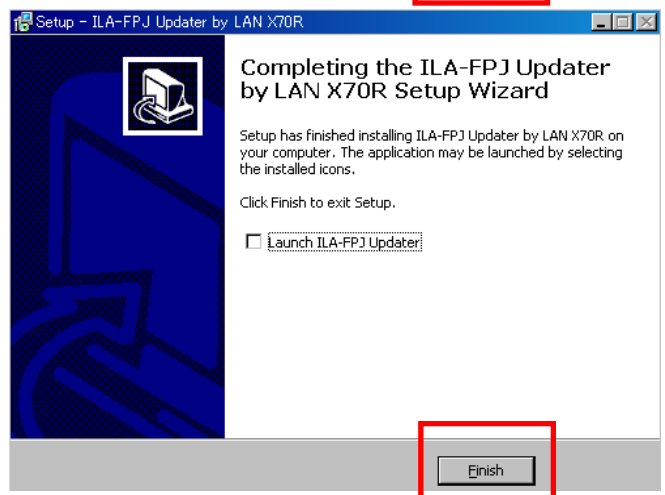 Setup - ILA-FPJ Updater by LAN X70R
Completing the ILA-FPJ Updater
by LAN X70R Setup Wizard
Setup has finished installing ILA-FPJ Updater by LAN X70R on
your computer. The application may be launched by selecting
the installed icons.
Click Finish to exit Setup.
Launch ILA-FPJ Updater
Finish